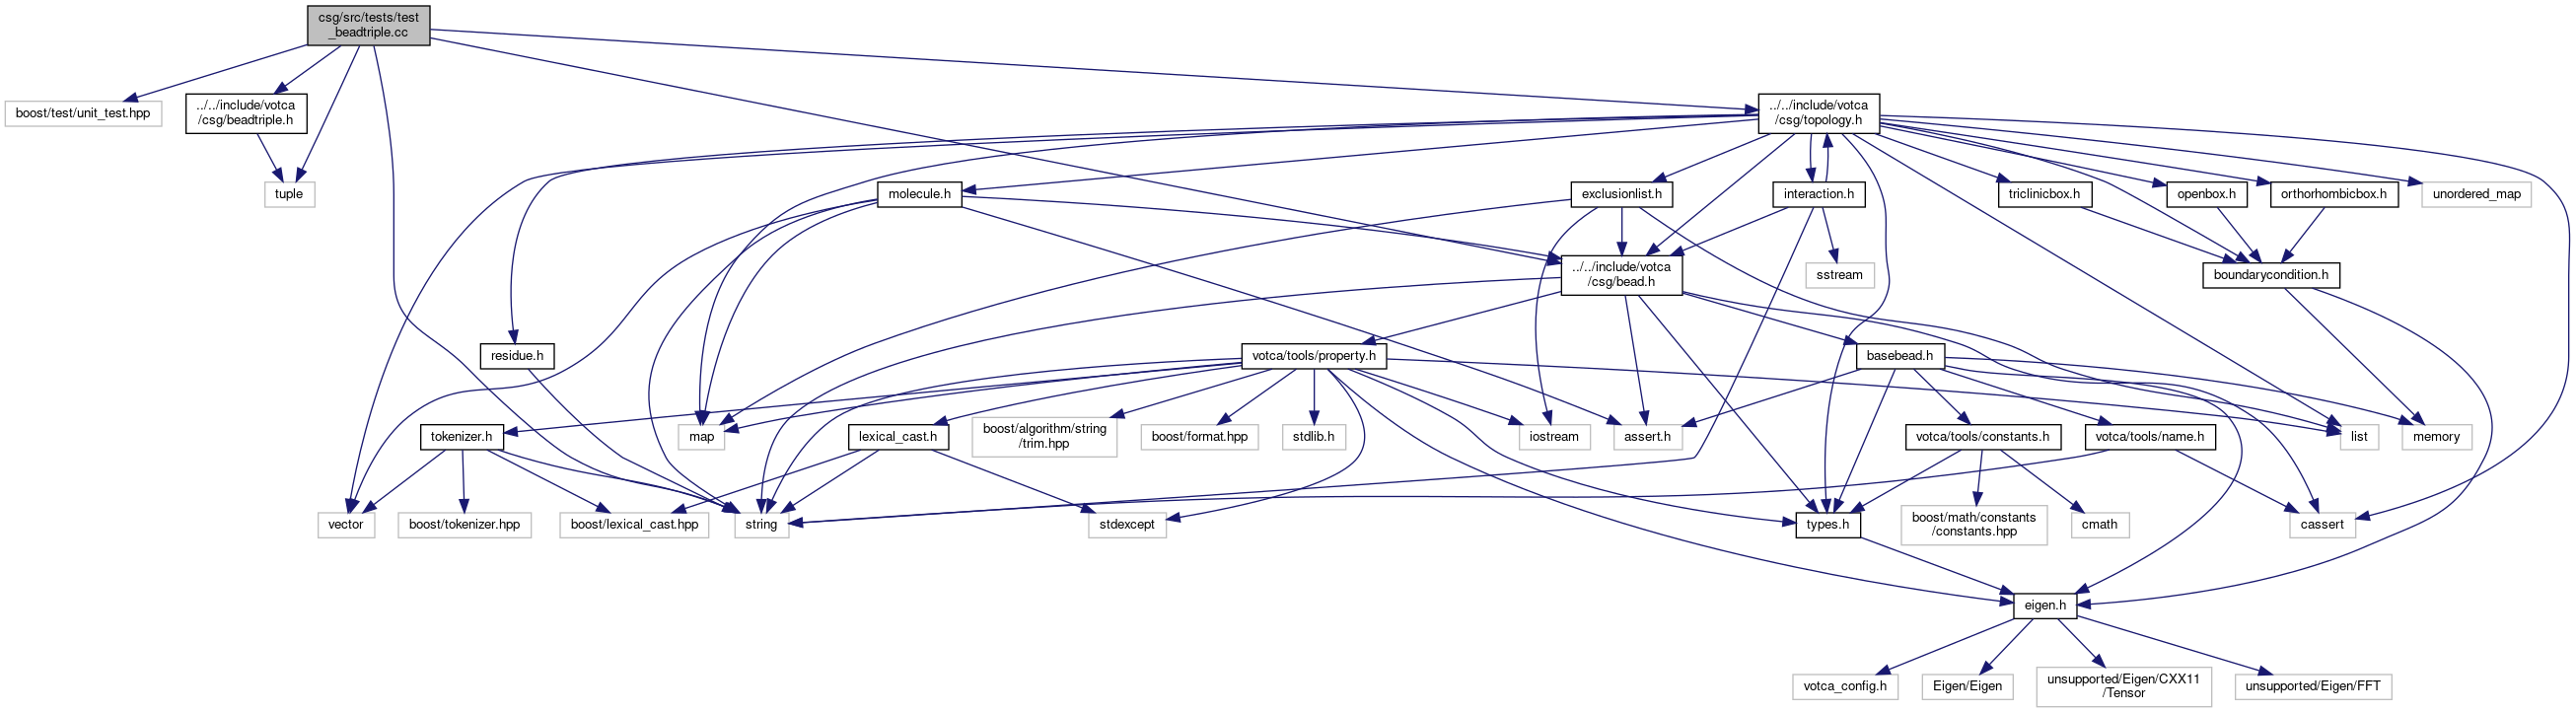 csg/src/tests/test
_beadtriple.cc
boost/test/unit_test.hpp
../../include/votca
/csg/beadtriple.h
../../include/votca
/csg/topology.h
tuple
molecule.h
exclusionlist.h
interaction.h
triclinicbox.h
openbox.h
orthorhombicbox.h
unordered_map
../../include/votca
/csg/bead.h
sstream
boundarycondition.h
residue.h
votca/tools/property.h
basebead.h
tokenizer.h
map
lexical_cast.h
boost/algorithm/string
/trim.hpp
boost/format.hpp
stdlib.h
iostream
assert.h
votca/tools/constants.h
votca/tools/name.h
list
memory
vector
boost/tokenizer.hpp
boost/lexical_cast.hpp
string
stdexcept
types.h
boost/math/constants
/constants.hpp
cmath
cassert
eigen.h
votca_config.h
Eigen/Eigen
unsupported/Eigen/CXX11
/Tensor
unsupported/Eigen/FFT